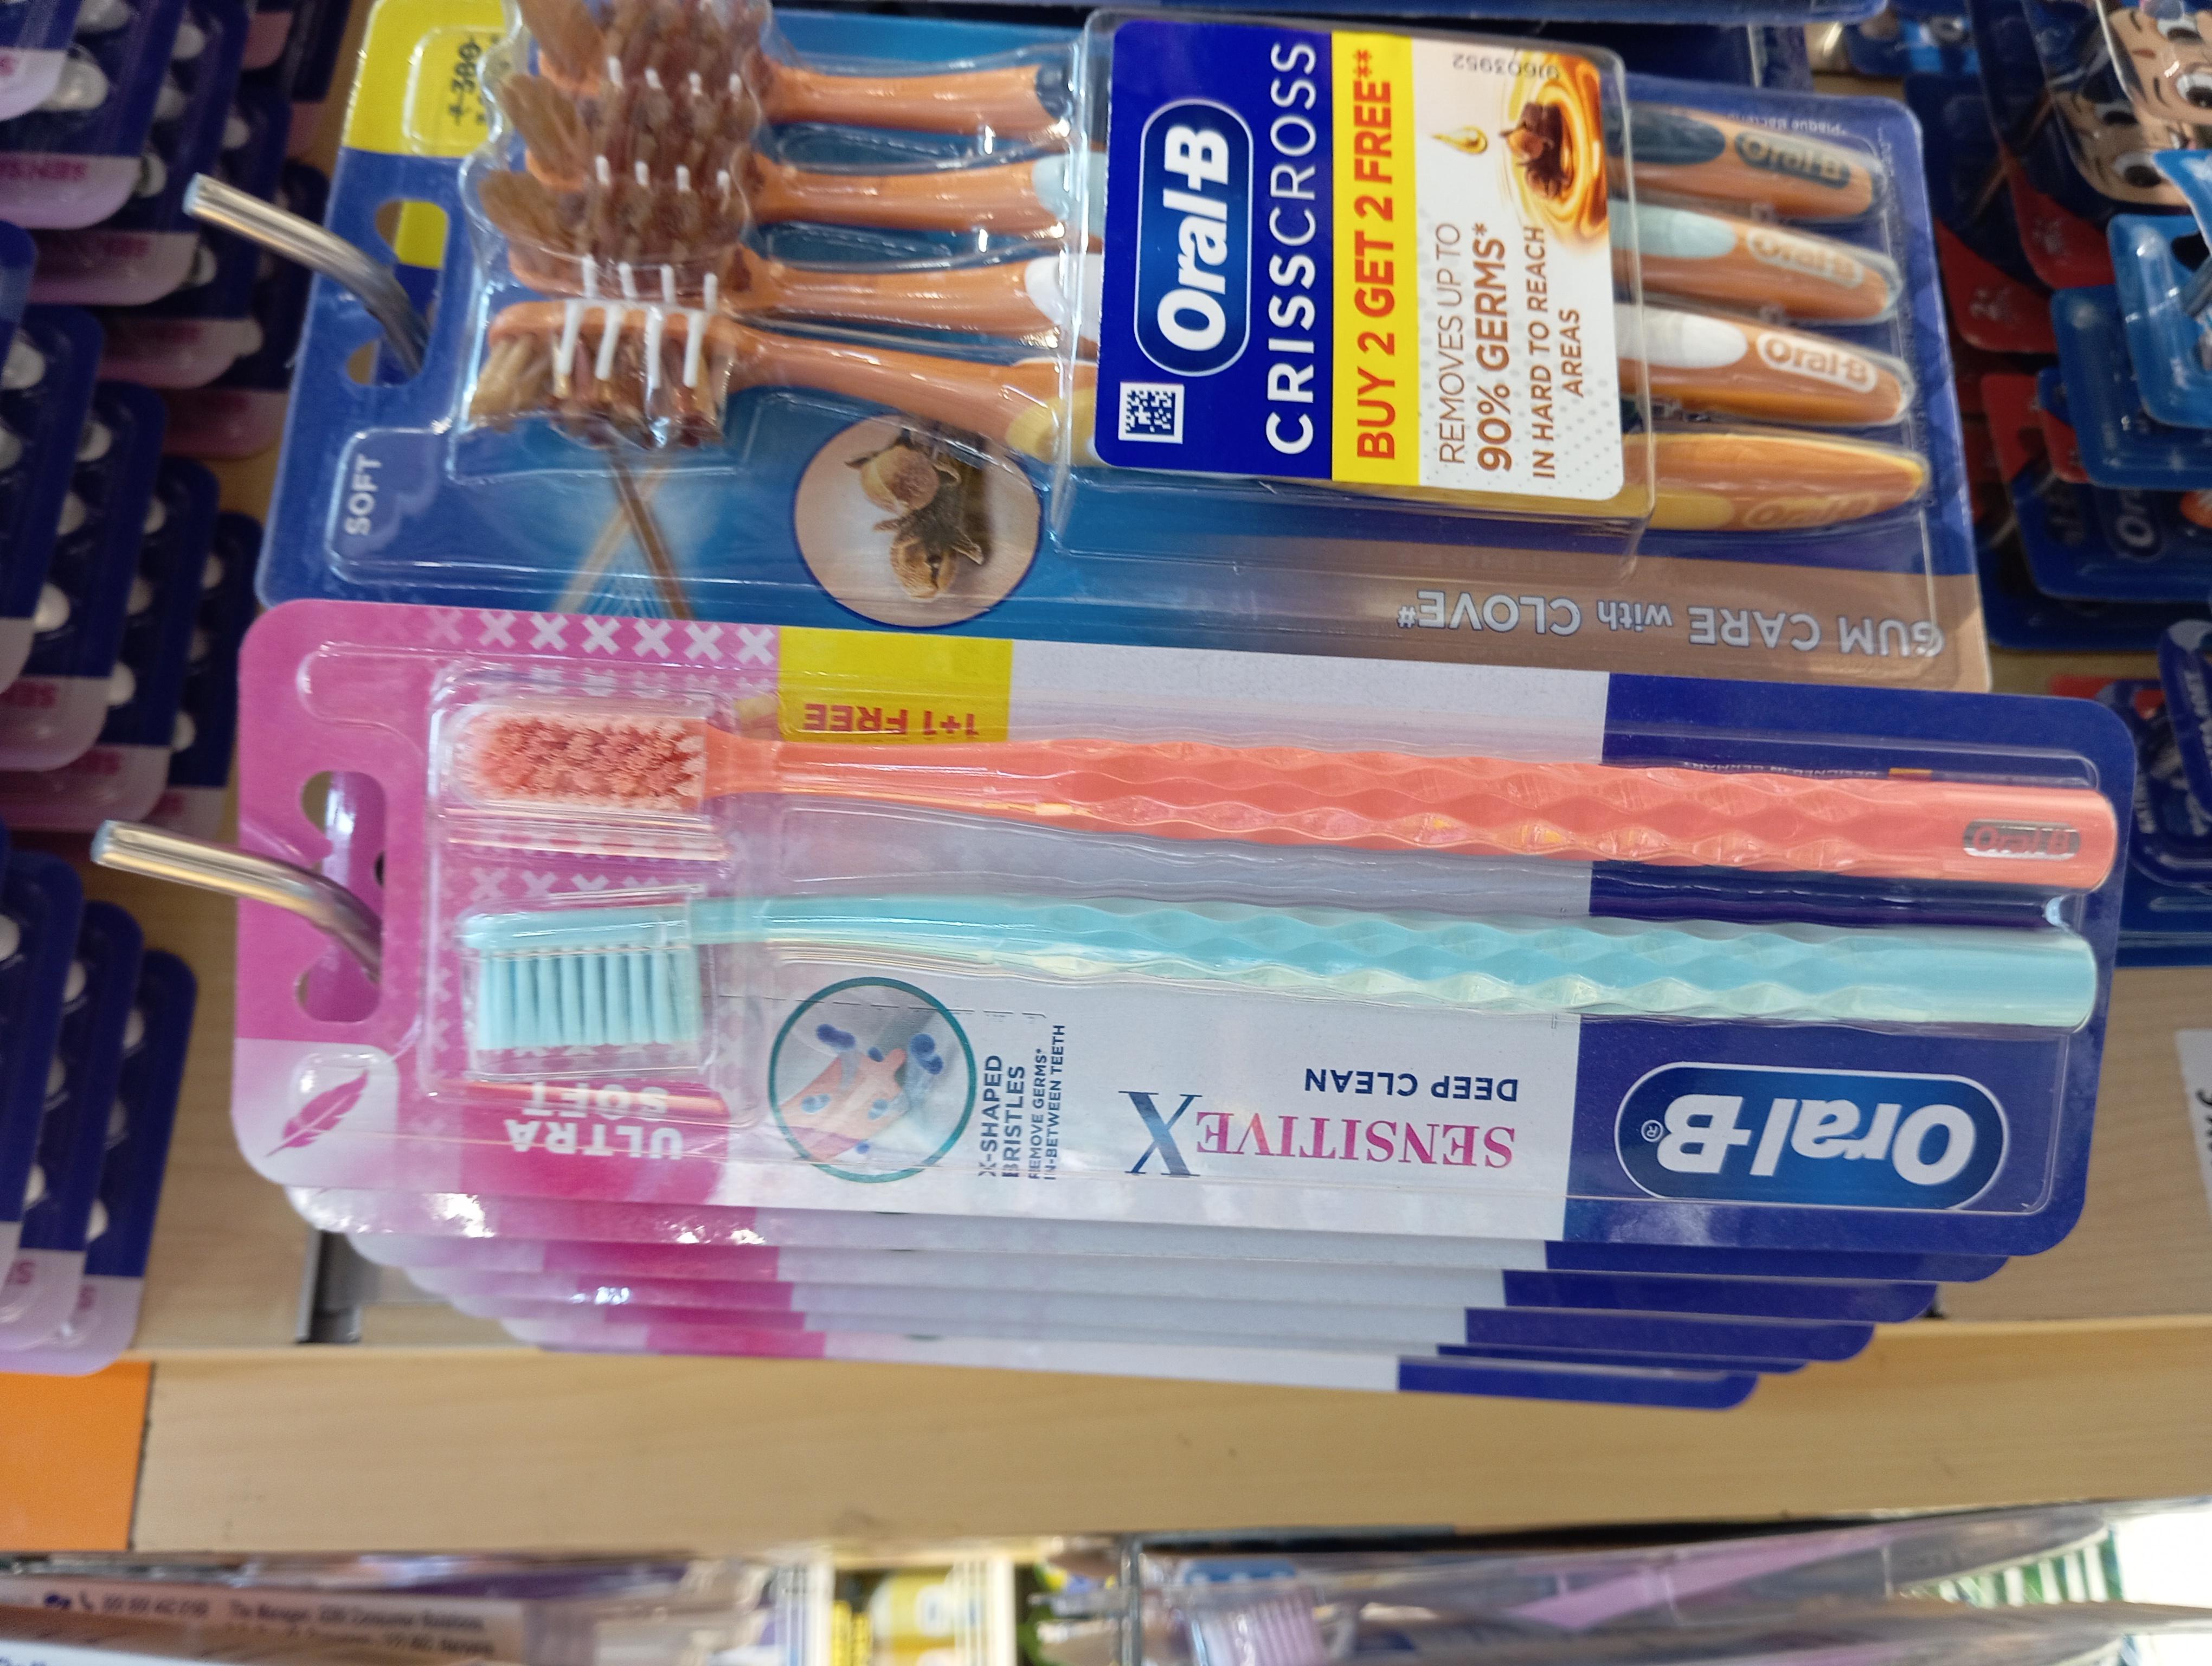 Oral-B
CRISSCROSS
BUY 2 GET 2 FREE**
REMOVES UP TO
90% GERMS*
IN HARD TO REACH
AREAS
91603952
SOFT
GUM CARE with CLOVE#
Oral-B
Oral-B
Oral-B
Oral-B
1+1 FREE
Oral-B
ULTRA
SOFT
X-SHAPED
BRISTLES
REMOVE GERMS*
IN-BETWEEN TEETH
SENSITIVE X
DEEP CLEAN
Oral-B®